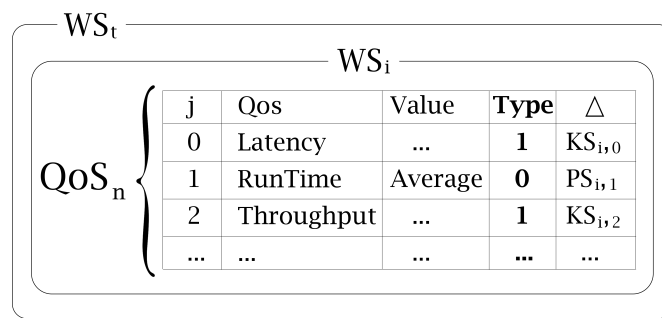 WSt
WSi
QoSn
j Qos Value Type △
0 Latency ... 1 KSi,0
1 RunTime Average 0 PSi,1
2 Throughput ... 1 KSi,2
... ... ... ... ...